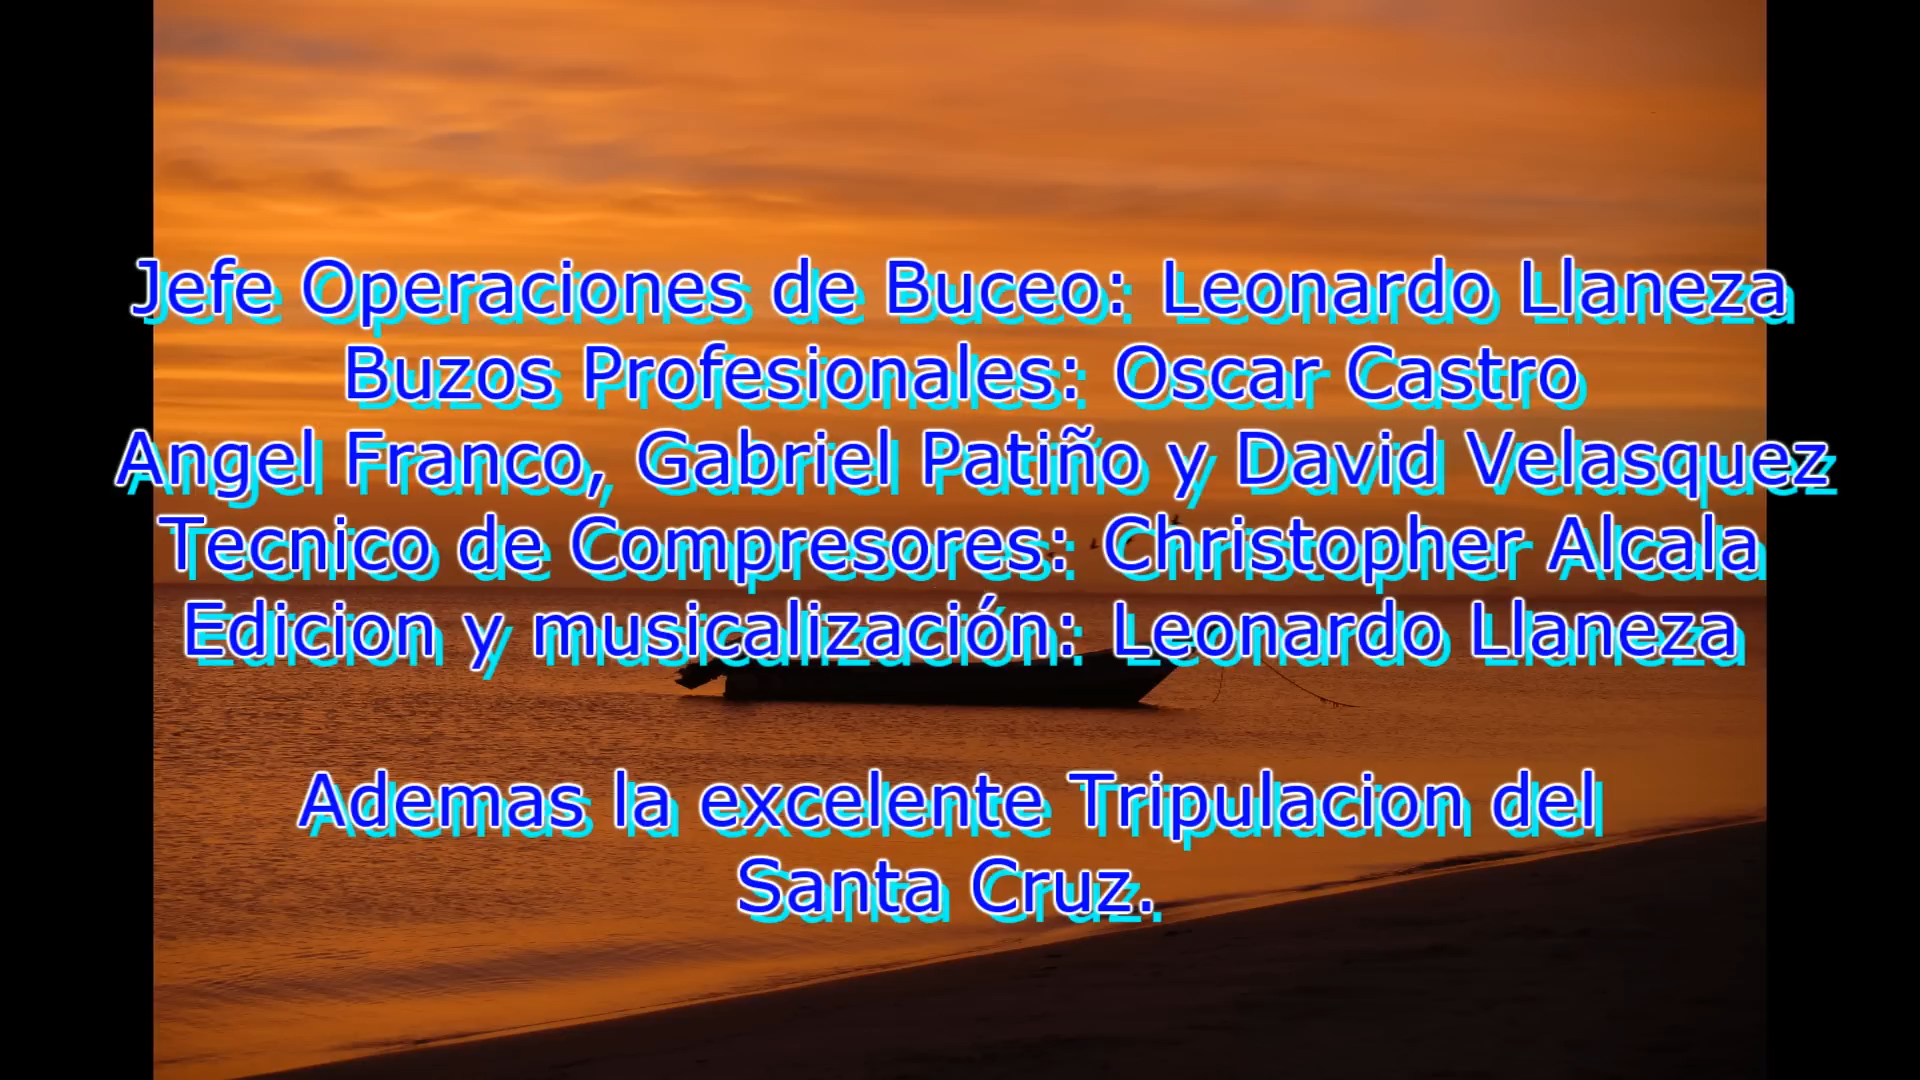 Jefe Operaciones de Buceo: Leonardo Llaneza
Buzos Profesionales: Oscar Castro
Angel Franco, Gabriel Patiño y David Velasquez
Tecnico de Compresores: Christopher Alcala
Edicion y musicalización: Leonardo Llaneza
Ademas la excelente Tripulacion del
Santa Cruz.